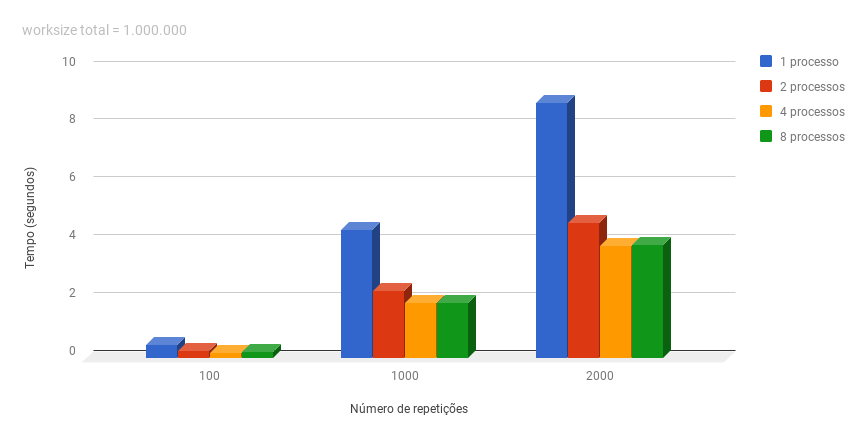 worksize total = 1.000.000
10
8
6
4
2
0
Tempo (segundos)
100
1000
2000
Número de repetições
1 processo
2 processos
4 processos
8 processos